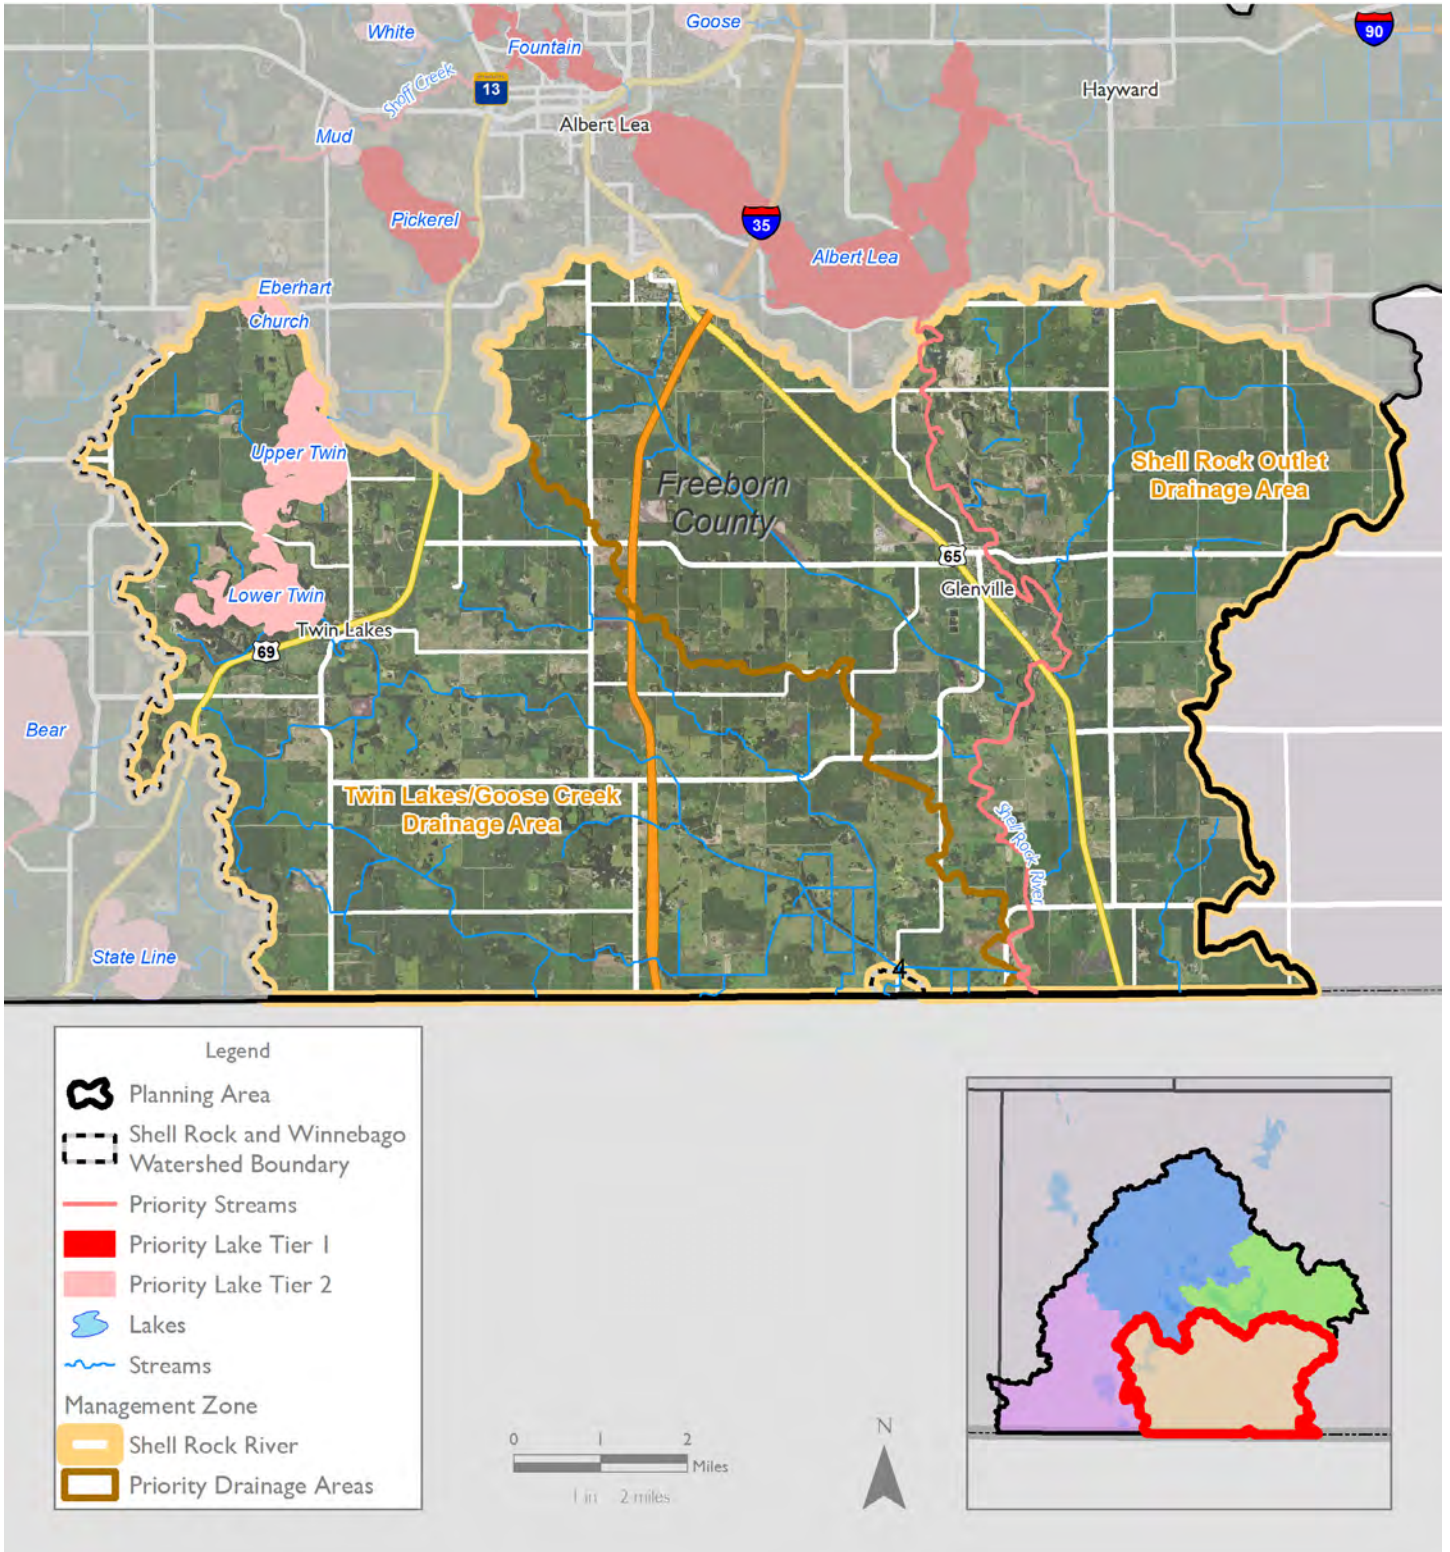 White
Fountain
Goose
90
Shoff Creek
13
Hayward
Albert Lea
Mud
Pickerel
35
Albert Lea
Eberhart
Church
Upper Twin
Freeborn
County
Shell Rock Outlet
Drainage Area
65
Glenville
Lower Twin
Twin Lakes
69
Bear
Twin Lakes/Goose Creek
Drainage Area
Shell Rock River
State Line
4
Legend
Planning Area
Shell Rock and Winnebago
Watershed Boundary
Priority Streams
Priority Lake Tier 1
Priority Lake Tier 2
Lakes
Streams
Management Zone
Shell Rock River
Priority Drainage Areas
0 1 2
Miles
1 in 2 miles
N